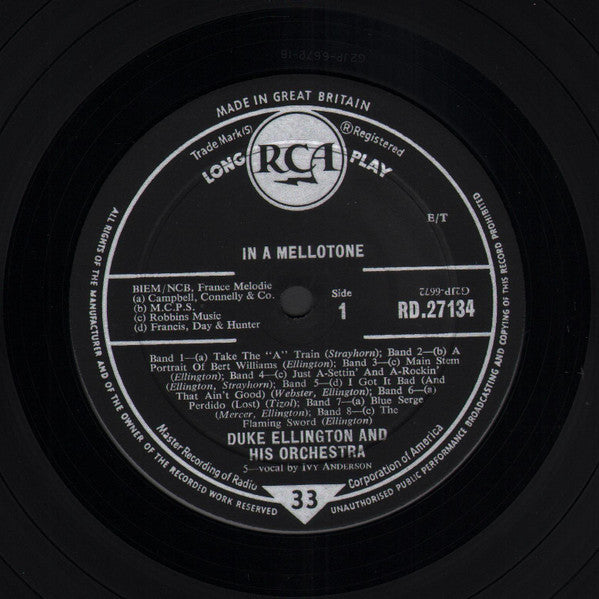 G2JP-6672-1B
MADE IN GREAT BRITAIN
Trade Mark(s) ® Registered
LONG RCA PLAY
E/T
IN A MELLOTONE
BIEM/NCB, France Melodie
(a) Campbell, Connelly & Co.
(b) M.C.P.S.
(c) Robbins Music
(d) Francis, Day & Hunter
Side
1
G2JP-6672
RD.27134
Band 1—(a) Take The "A" Train (Strayhorn); Band 2—(b) A
Portrait Of Bert Williams (Ellington); Band 3—(c) Main Stem
(Ellington); Band 4—(c) Just A-Settin' And A-Rockin'
(Ellington, Strayhorn); Band 5—(d) I Got It Bad (And
That Ain't Good) (Webster, Ellington); Band 6—(a)
Perdido (Lost) (Tizol); Band 7—(a) Blue Serge
(Mercer, Ellington); Band 8—(c) The
Flaming Sword (Ellington)
DUKE ELLINGTON AND
HIS ORCHESTRA
5—vocal by IVY ANDERSON
Master Recording of Radio Corporation of America
33
ALL RIGHTS OF THE MANUFACTURER AND OF THE OWNER OF THE RECORDED WORK RESERVED
UNAUTHORISED PUBLIC PERFORMANCE BROADCASTING AND COPYING OF THIS RECORD PROHIBITED